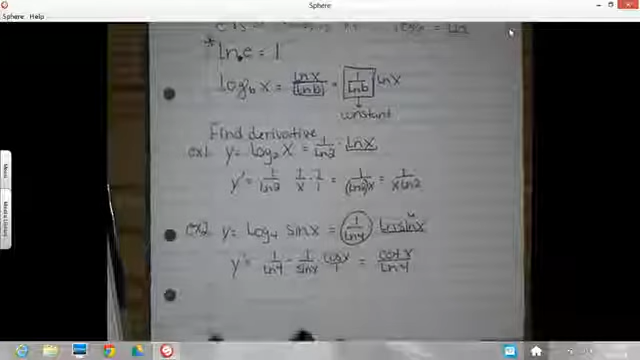 Sphere
Sphere Help
* ln e = 1
log_b x = ln x / ln b = 1 / ln b ln x
constant
Find derivative
ex1 y = log_2 x = 1 / ln 2 · ln x
y' = 1 / ln 2 · 1 / x · 1 / 1 = 1 / (ln 2)x = 1 / x ln 2
ex2 y = log_4 sin x = 1 / ln 4 ln sin x
y' = 1 / ln 4 · 1 / sin x · cos x / 1 = cot x / ln 4